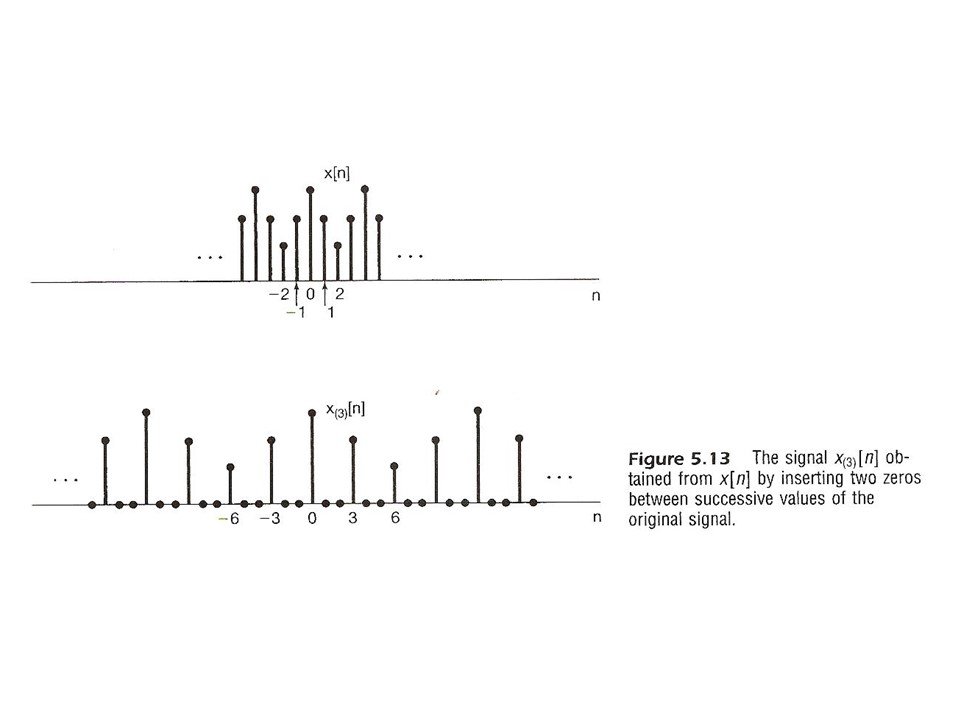 x[n]
... ...
−2 0 2 n
−1 1
x(3)[n]
... ...
−6 −3 0 3 6 n
Figure 5.13 The signal x(3)[n] ob-
tained from x[n] by inserting two zeros
between successive values of the
original signal.